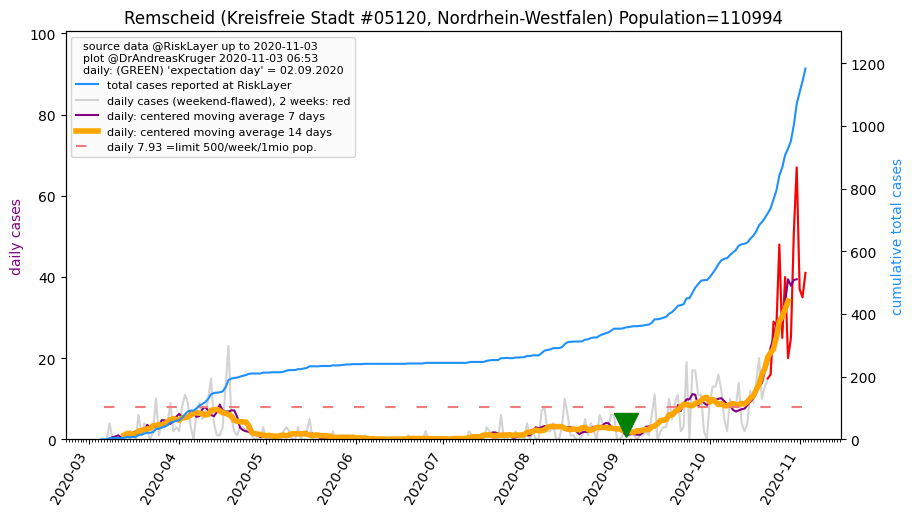 Remscheid (Kreisfreie Stadt #05120, Nordrhein-Westfalen) Population=110994
source data @RiskLayer up to 2020-11-03
plot @DrAndreasKruger 2020-11-03 06:53
daily: (GREEN) 'expectation day' = 02.09.2020
total cases reported at RiskLayer
daily cases (weekend-flawed), 2 weeks: red
daily: centered moving average 7 days
daily: centered moving average 14 days
daily 7.93 =limit 500/week/1mio pop.
daily cases
100
80
60
40
20
0
cumulative total cases
1200
1000
800
600
400
200
0
2020-03
2020-04
2020-05
2020-06
2020-07
2020-08
2020-09
2020-10
2020-11